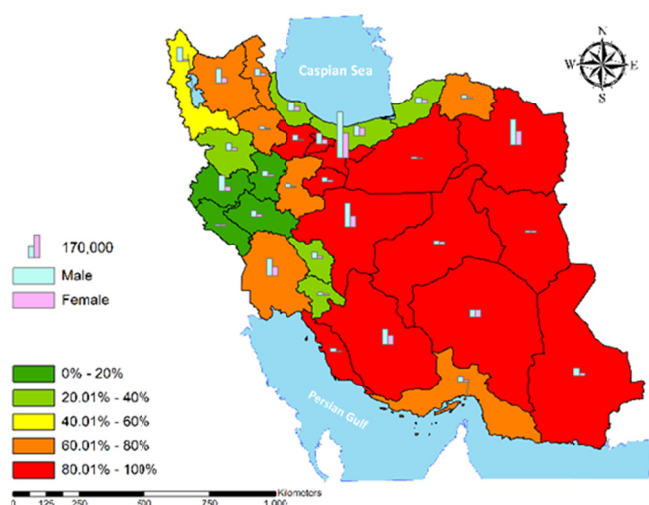 N
W E
S
Caspian Sea
170,000
Male
Female
0% - 20%
20.01% - 40%
40.01% - 60%
60.01% - 80%
80.01% - 100%
Persian Gulf
Kilometers
0 125 250 500 750 1,000